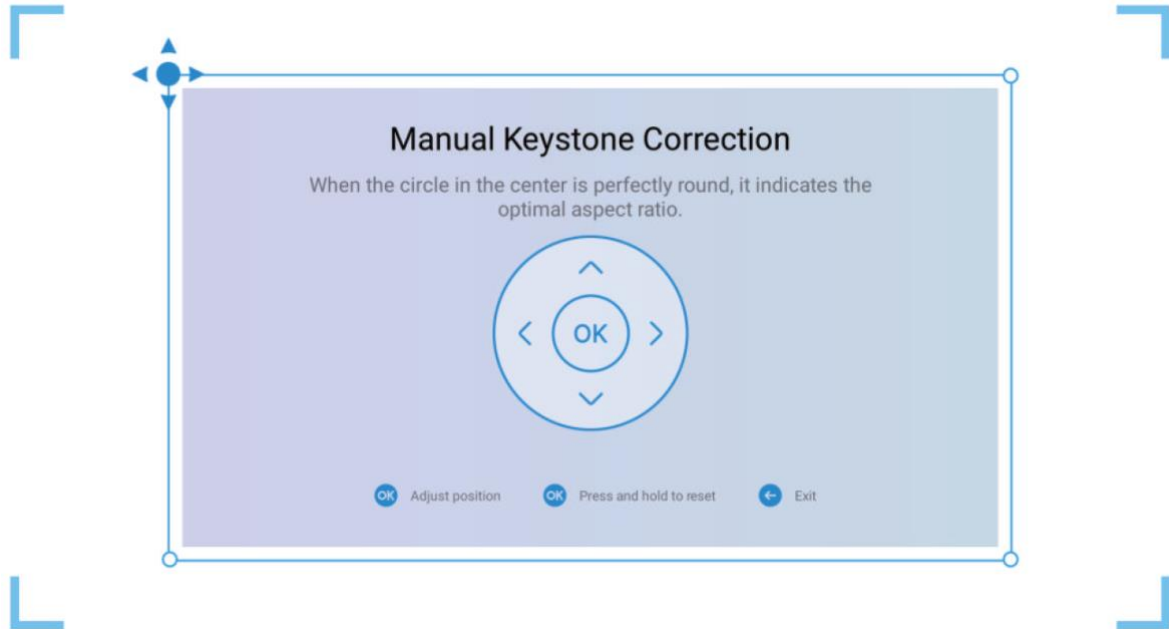 Manual Keystone Correction
When the circle in the center is perfectly round, it indicates the
optimal aspect ratio.
OK
OK Adjust position OK Press and hold to reset Exit